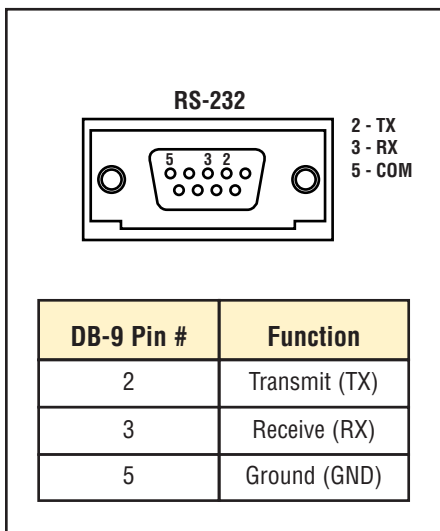 RS-232
2 - TX
3 - RX
5 - COM
5 3 2
DB-9 Pin # Function
2 Transmit (TX)
3 Receive (RX)
5 Ground (GND)